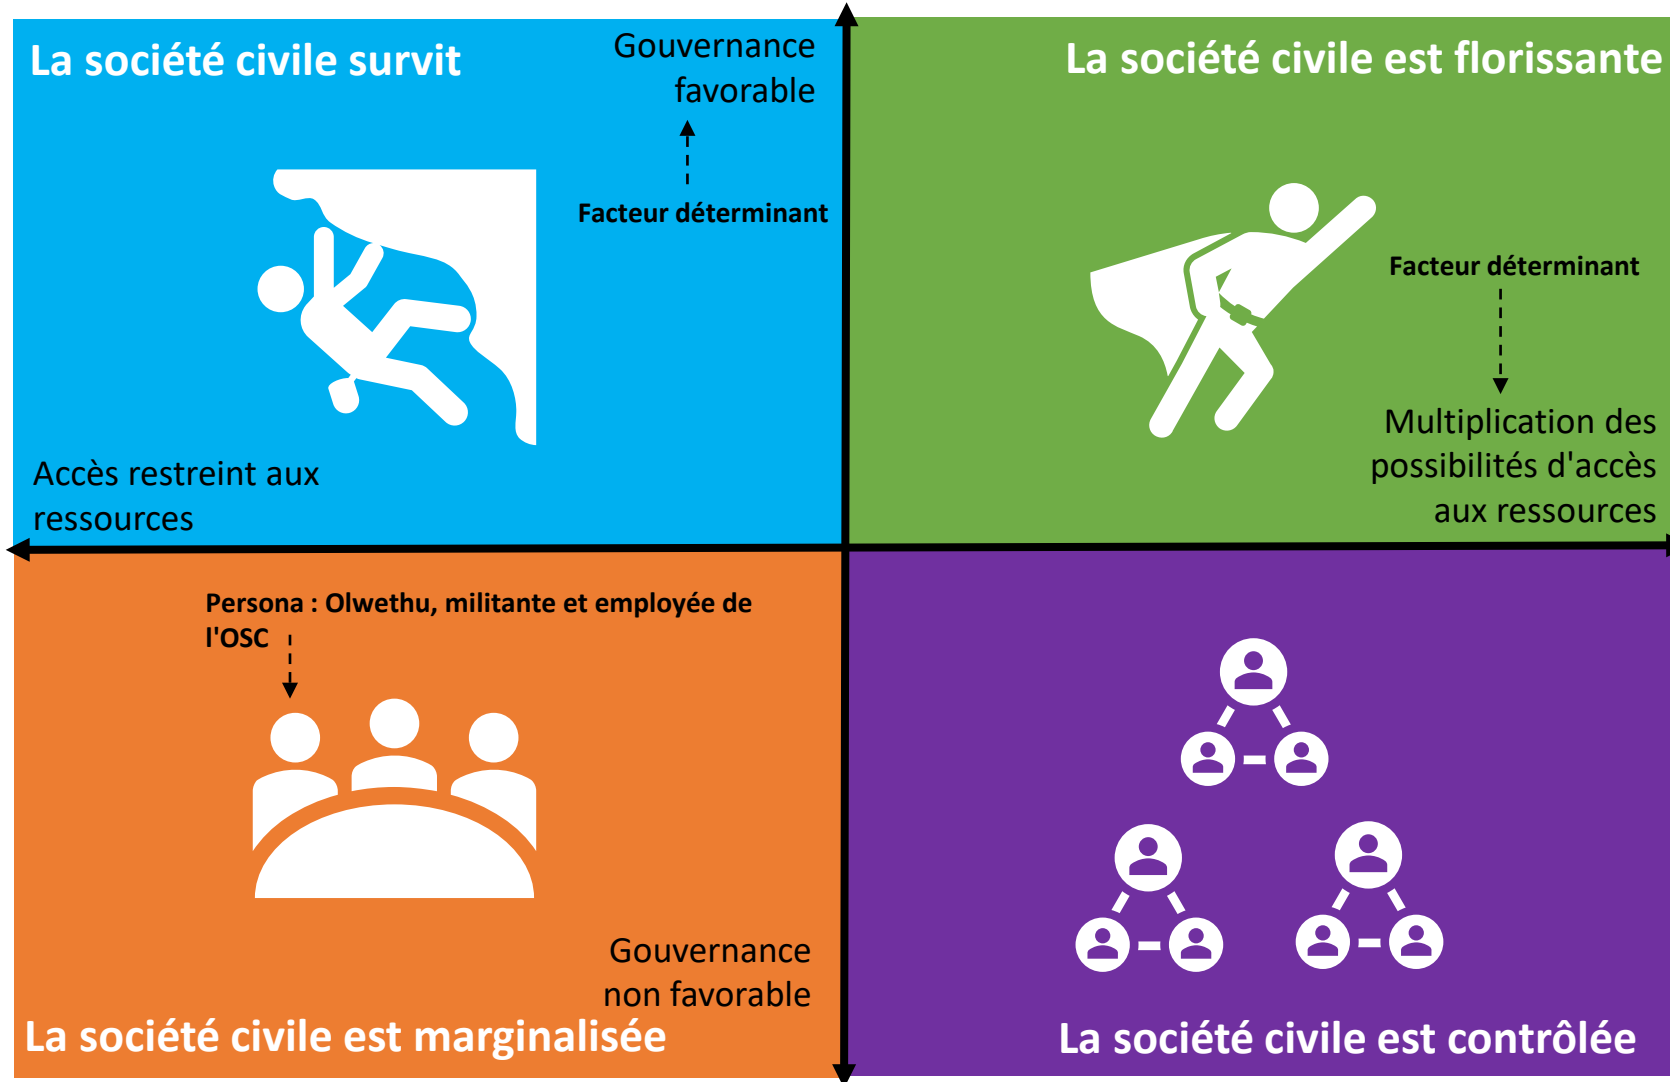 La société civile survit
Gouvernance
favorable
Facteur déterminant
Accès restreint aux
ressources
La société civile est florissante
Facteur déterminant
Multiplication des
possibilités d'accès
aux ressources
Persona : Olwethu, militante et employée de
l'OSC
Gouvernance
non favorable
La société civile est marginalisée
La société civile est contrôlée